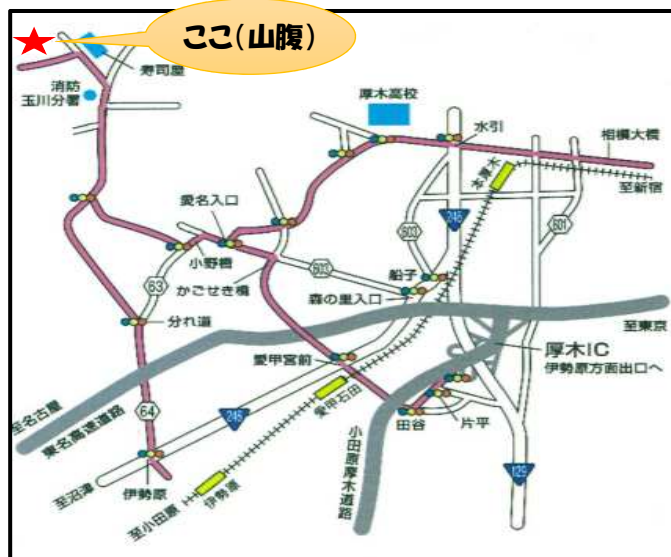 ここ(山腹)
寿司屋
消防
玉川分署
厚木高校
水引
相模大橋
本厚木
至新宿
愛名入口
246
601
603
小野橋
603
船子
63
かごせき橋
森の里入口
分れ道
至東京
愛甲宮前
厚木IC
伊勢原方面出口へ
至名古屋
東名高速道路
64
246
愛甲石田
田谷
片平
小田原厚木道路
129
至沼津
伊勢原
至小田原
伊勢原